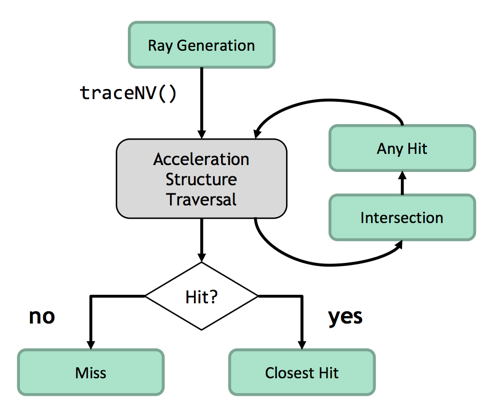 Ray Generation
traceNV()
Acceleration
Structure
Traversal
Any Hit
Intersection
Hit?
no
yes
Miss
Closest Hit